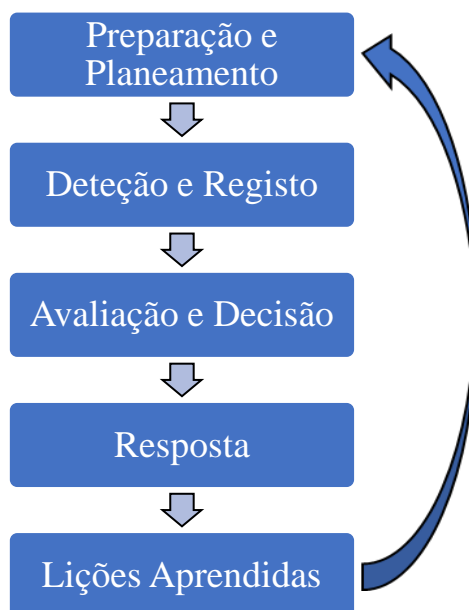 Preparação e
Planeamento
Deteção e Registo
Avaliação e Decisão
Resposta
Lições Aprendidas